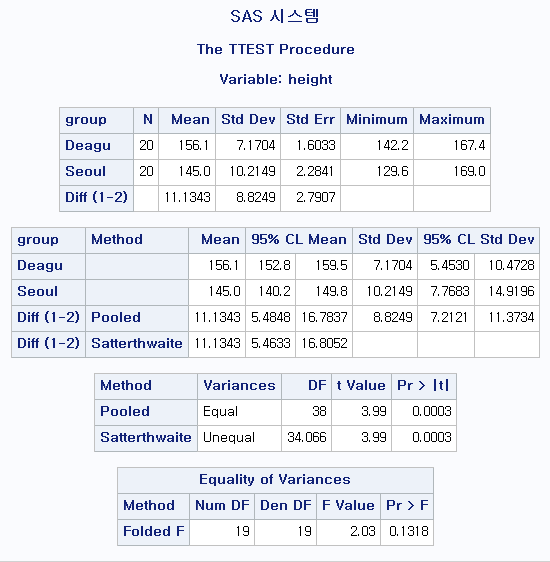 SAS 시스템
The TTEST Procedure
Variable: height
group N Mean Std Dev Std Err Minimum Maximum
Deagu 20 156.1 7.1704 1.6033 142.2 167.4
Seoul 20 145.0 10.2149 2.2841 129.6 169.0
Diff (1-2) 11.1343 8.8249 2.7907
group Method Mean 95% CL Mean Std Dev 95% CL Std Dev
Deagu 156.1 152.8 159.5 7.1704 5.4530 10.4728
Seoul 145.0 140.2 149.8 10.2149 7.7683 14.9196
Diff (1-2) Pooled 11.1343 5.4848 16.7837 8.8249 7.2121 11.3734
Diff (1-2) Satterthwaite 11.1343 5.4633 16.8052
Method Variances DF t Value Pr > |t|
Pooled Equal 38 3.99 0.0003
Satterthwaite Unequal 34.066 3.99 0.0003
Equality of Variances
Method Num DF Den DF F Value Pr > F
Folded F 19 19 2.03 0.1318